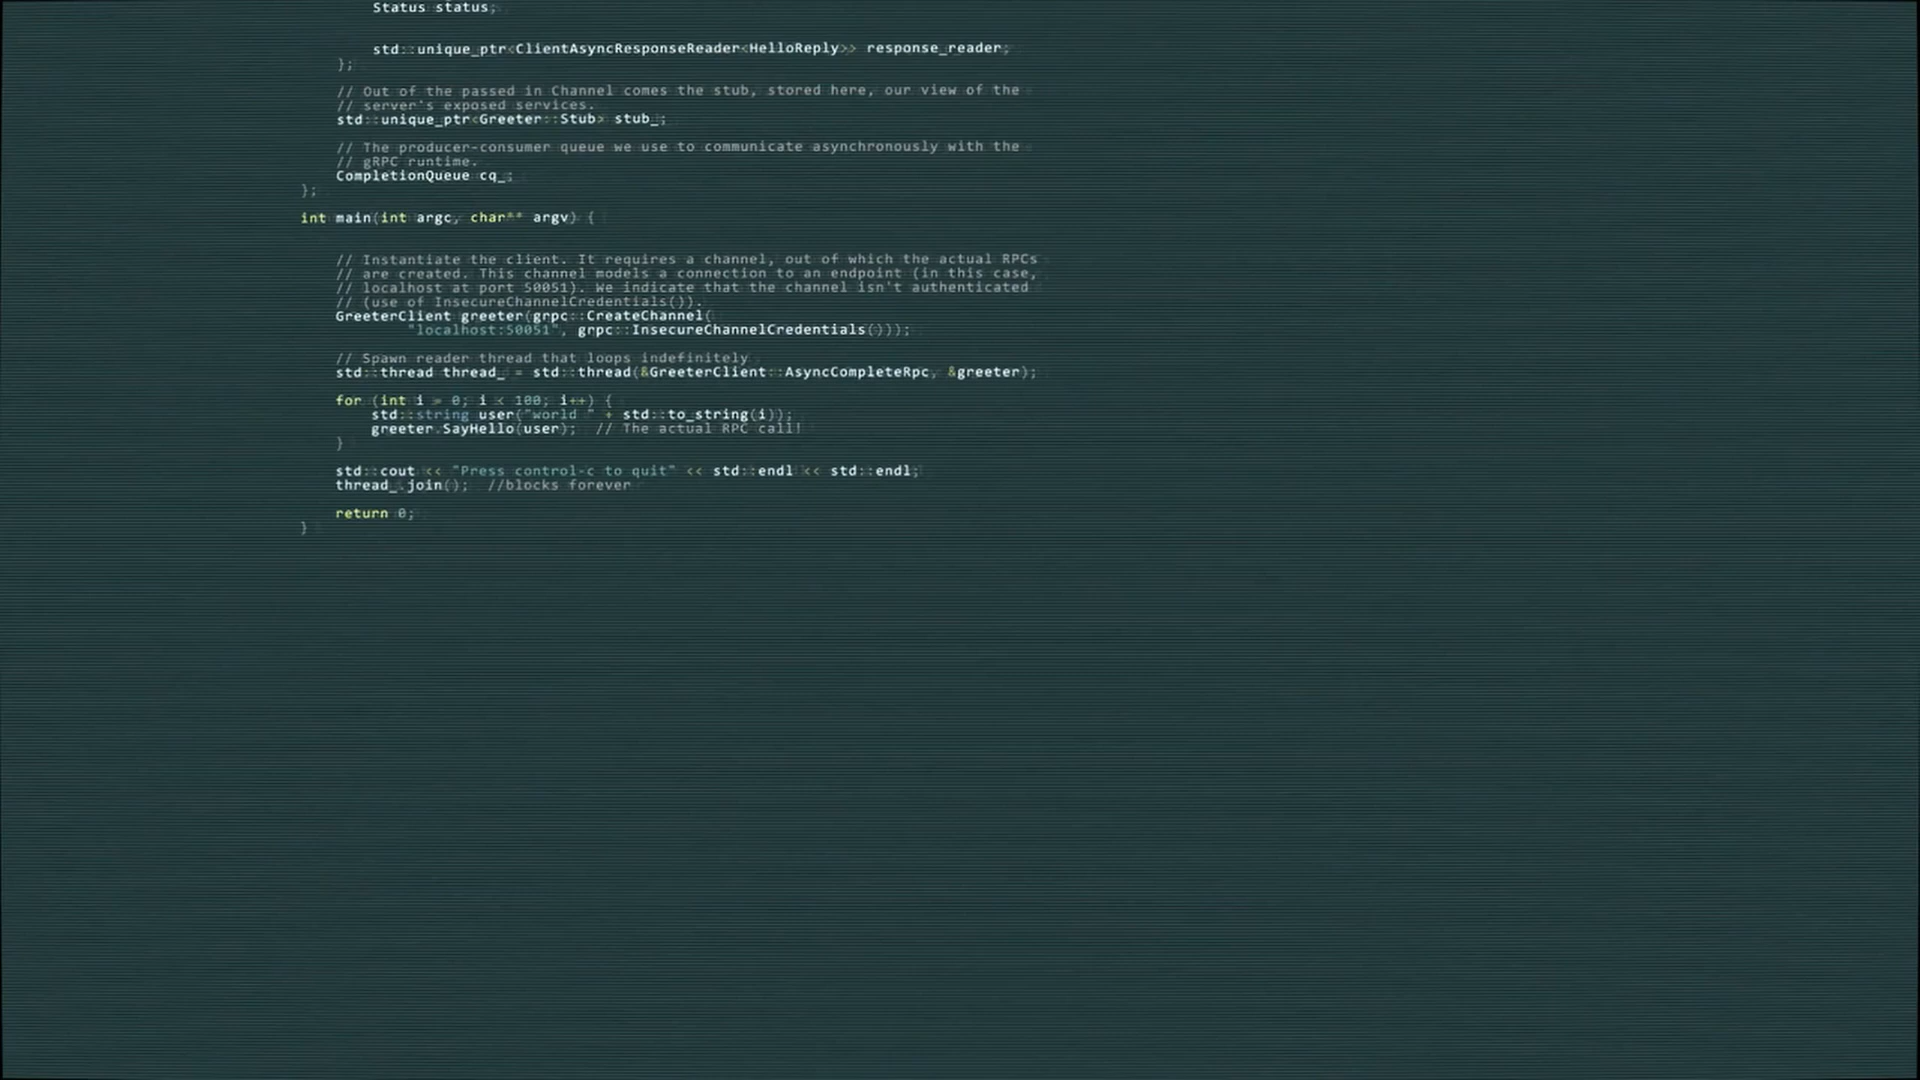 Status status;
std::unique_ptr<ClientAsyncResponseReader<HelloReply>> response_reader;
};
// Out of the passed in Channel comes the stub, stored here, our view of the
// server's exposed services.
std::unique_ptr<Greeter::Stub> stub_;
// The producer-consumer queue we use to communicate asynchronously with the
// gRPC runtime.
CompletionQueue cq_;
};
int main(int argc, char** argv) {
// Instantiate the client. It requires a channel, out of which the actual RPCs
// are created. This channel models a connection to an endpoint (in this case,
// localhost at port 50051). We indicate that the channel isn't authenticated
// (use of InsecureChannelCredentials()).
GreeterClient greeter(grpc::CreateChannel(
"localhost:50051", grpc::InsecureChannelCredentials()));
// Spawn reader thread that loops indefinitely
std::thread thread_ = std::thread(&GreeterClient::AsyncCompleteRpc, &greeter);
for (int i = 0; i < 100; i++) {
std::string user("world " + std::to_string(i));
greeter.SayHello(user);  // The actual RPC call!
}
std::cout << "Press control-c to quit" << std::endl << std::endl;
thread_.join();  //blocks forever
return 0;
}